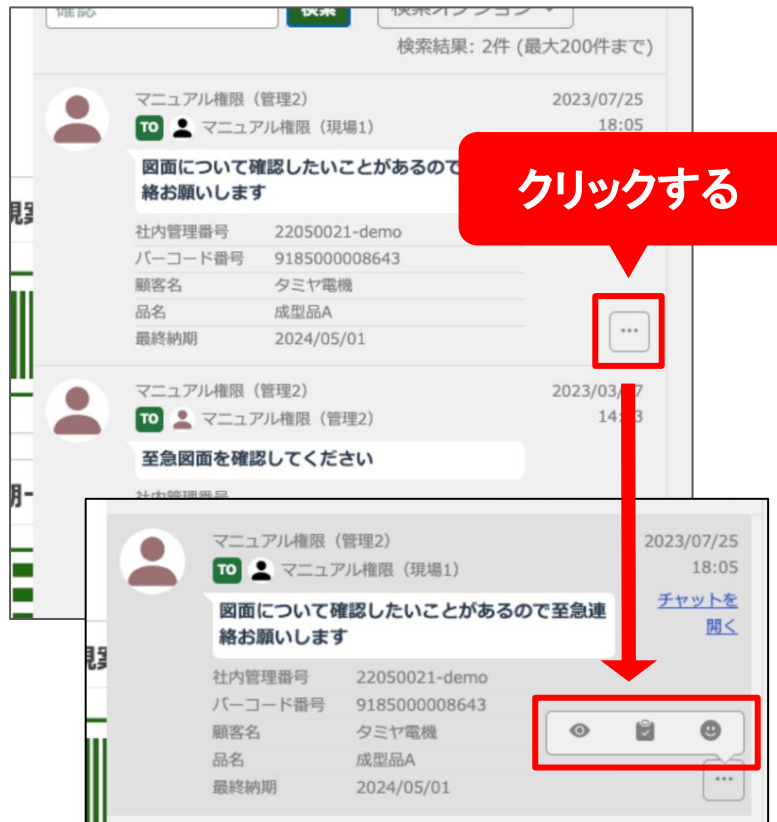 確認
検索
検索オプション
検索結果: 2件 (最大200件まで)
マニュアル権限（管理2）
2023/07/25
TO マニュアル権限（現場1）
18:05
図面について確認したいことがあるので
絡お願いします
クリックする
社内管理番号 22050021-demo
バーコード番号 9185000008643
顧客名 タミヤ電機
品名 成型品A
最終納期 2024/05/01
マニュアル権限（管理2）
2023/03/ 7
TO マニュアル権限（管理2）
14: 3
至急図面を確認してください
社内管理番号
マニュアル権限（管理2）
2023/07/25
TO マニュアル権限（現場1）
18:05
図面について確認したいことがあるので至急連
絡お願いします
チャットを
開く
社内管理番号 22050021-demo
バーコード番号 9185000008643
顧客名 タミヤ電機
品名 成型品A
最終納期 2024/05/01